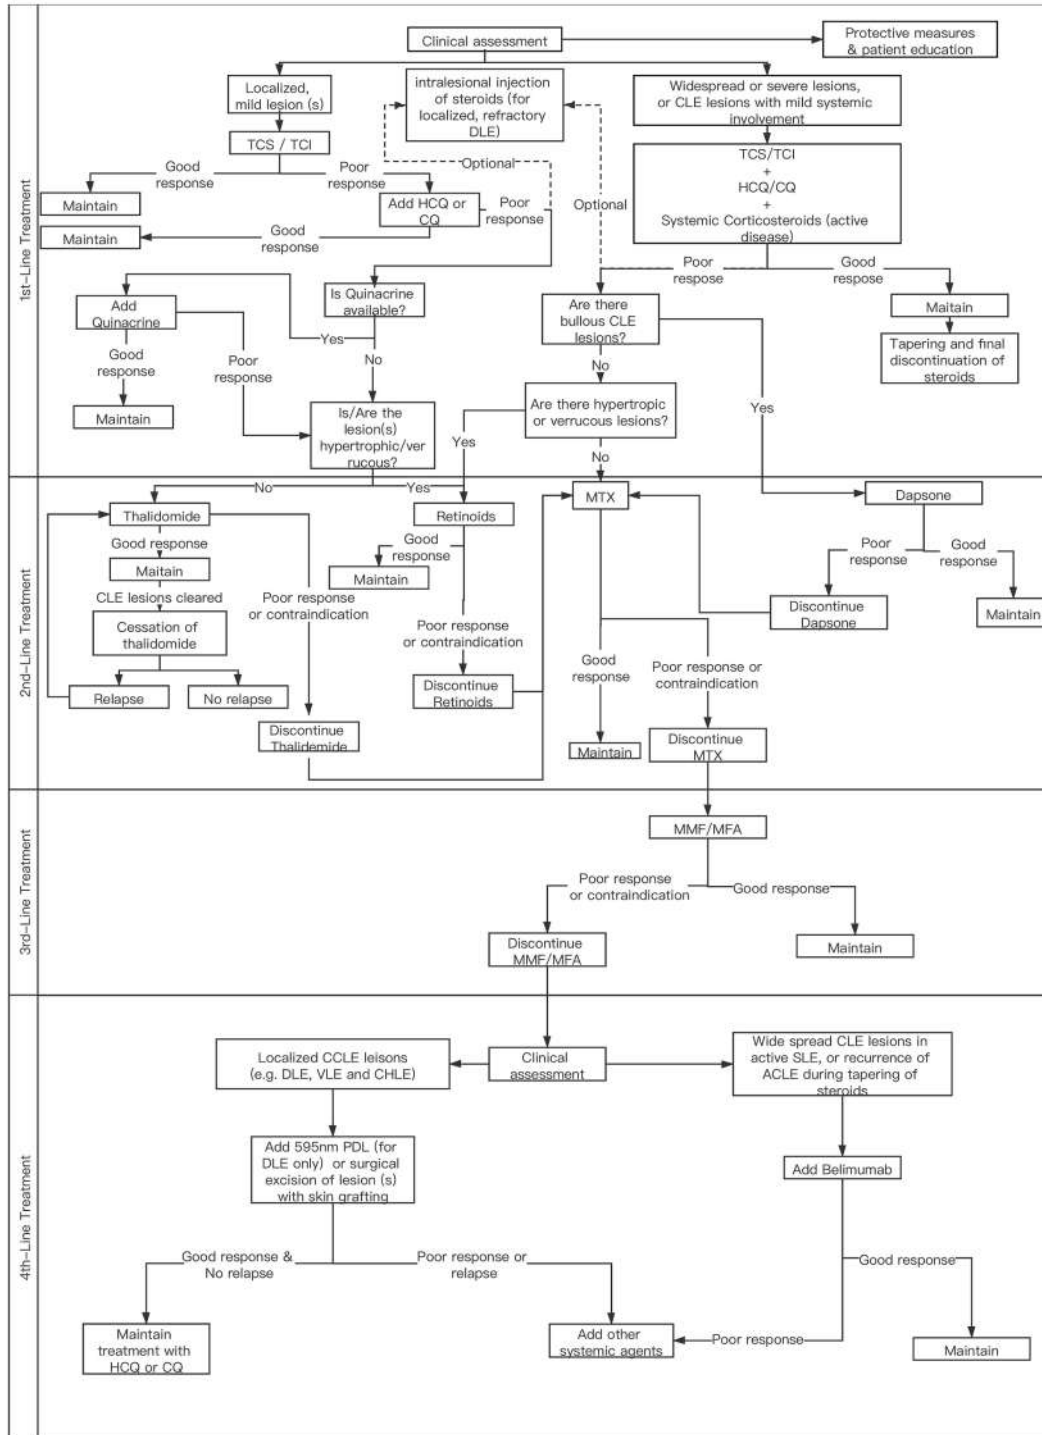 Clinical assessment
Protective measures
& patient education
Localized,
mild lesion (s)
intralesional injection
of steroids (for
localized, refractory
DLE)
Widespread or severe lesions,
or CLE lesions with mild systemic
involvement
TCS / TCI
Good
response
Poor
response
Optional
TCS/TCI
+
HCQ/CQ
+
Systemic Corticosteroids (active
disease)
Maintain
Add HCQ or
CQ
Poor
response
Optional
Maintain
Good
response
1st-Line Treatment
Poor
respose
Good
respose
Add
Quinacrine
Is Quinacrine
available?
Are there
bullous CLE
lesions?
Maitain
Yes
Good
response
Poor
response
No
No
Tapering and final
discontinuation of
steroids
Maintain
Is/Are the
lesion(s)
hypertrophic/ver
rucous?
Are there hypertropic
or verrucous lesions?
Yes
Yes
No
No
Yes
2nd-Line Treatment
Thalidomide
Retinoids
MTX
Dapsone
Good response
Good
response
Poor
response
Good
response
Maitain
Maintain
CLE lesions cleared
Poor response
or contraindication
Cessation of
thalidomide
Poor response
or contraindication
Discontinue
Dapsone
Maintain
Good
response
Poor response or
contraindication
Relapse
No relapse
Discontinue
Retinoids
Discontinue
Thalidemide
Maintain
Discontinue
MTX
3rd-Line Treatment
MMF/MFA
Poor response
or contraindication
Good response
Discontinue
MMF/MFA
Maintain
4th-Line Treatment
Localized CCLE leisons
(e.g. DLE, VLE and CHLE)
Clinical
assessment
Wide spread CLE lesions in
active SLE, or recurrence of
ACLE during tapering of
steroids
Add 595nm PDL (for
DLE only) or surgical
excision of lesion (s)
with skin grafting
Add Belimumab
Good response &
No relapse
Poor response or
relapse
Good response
Maintain
treatment with
HCQ or CQ
Add other
systemic agents
Poor response
Maintain